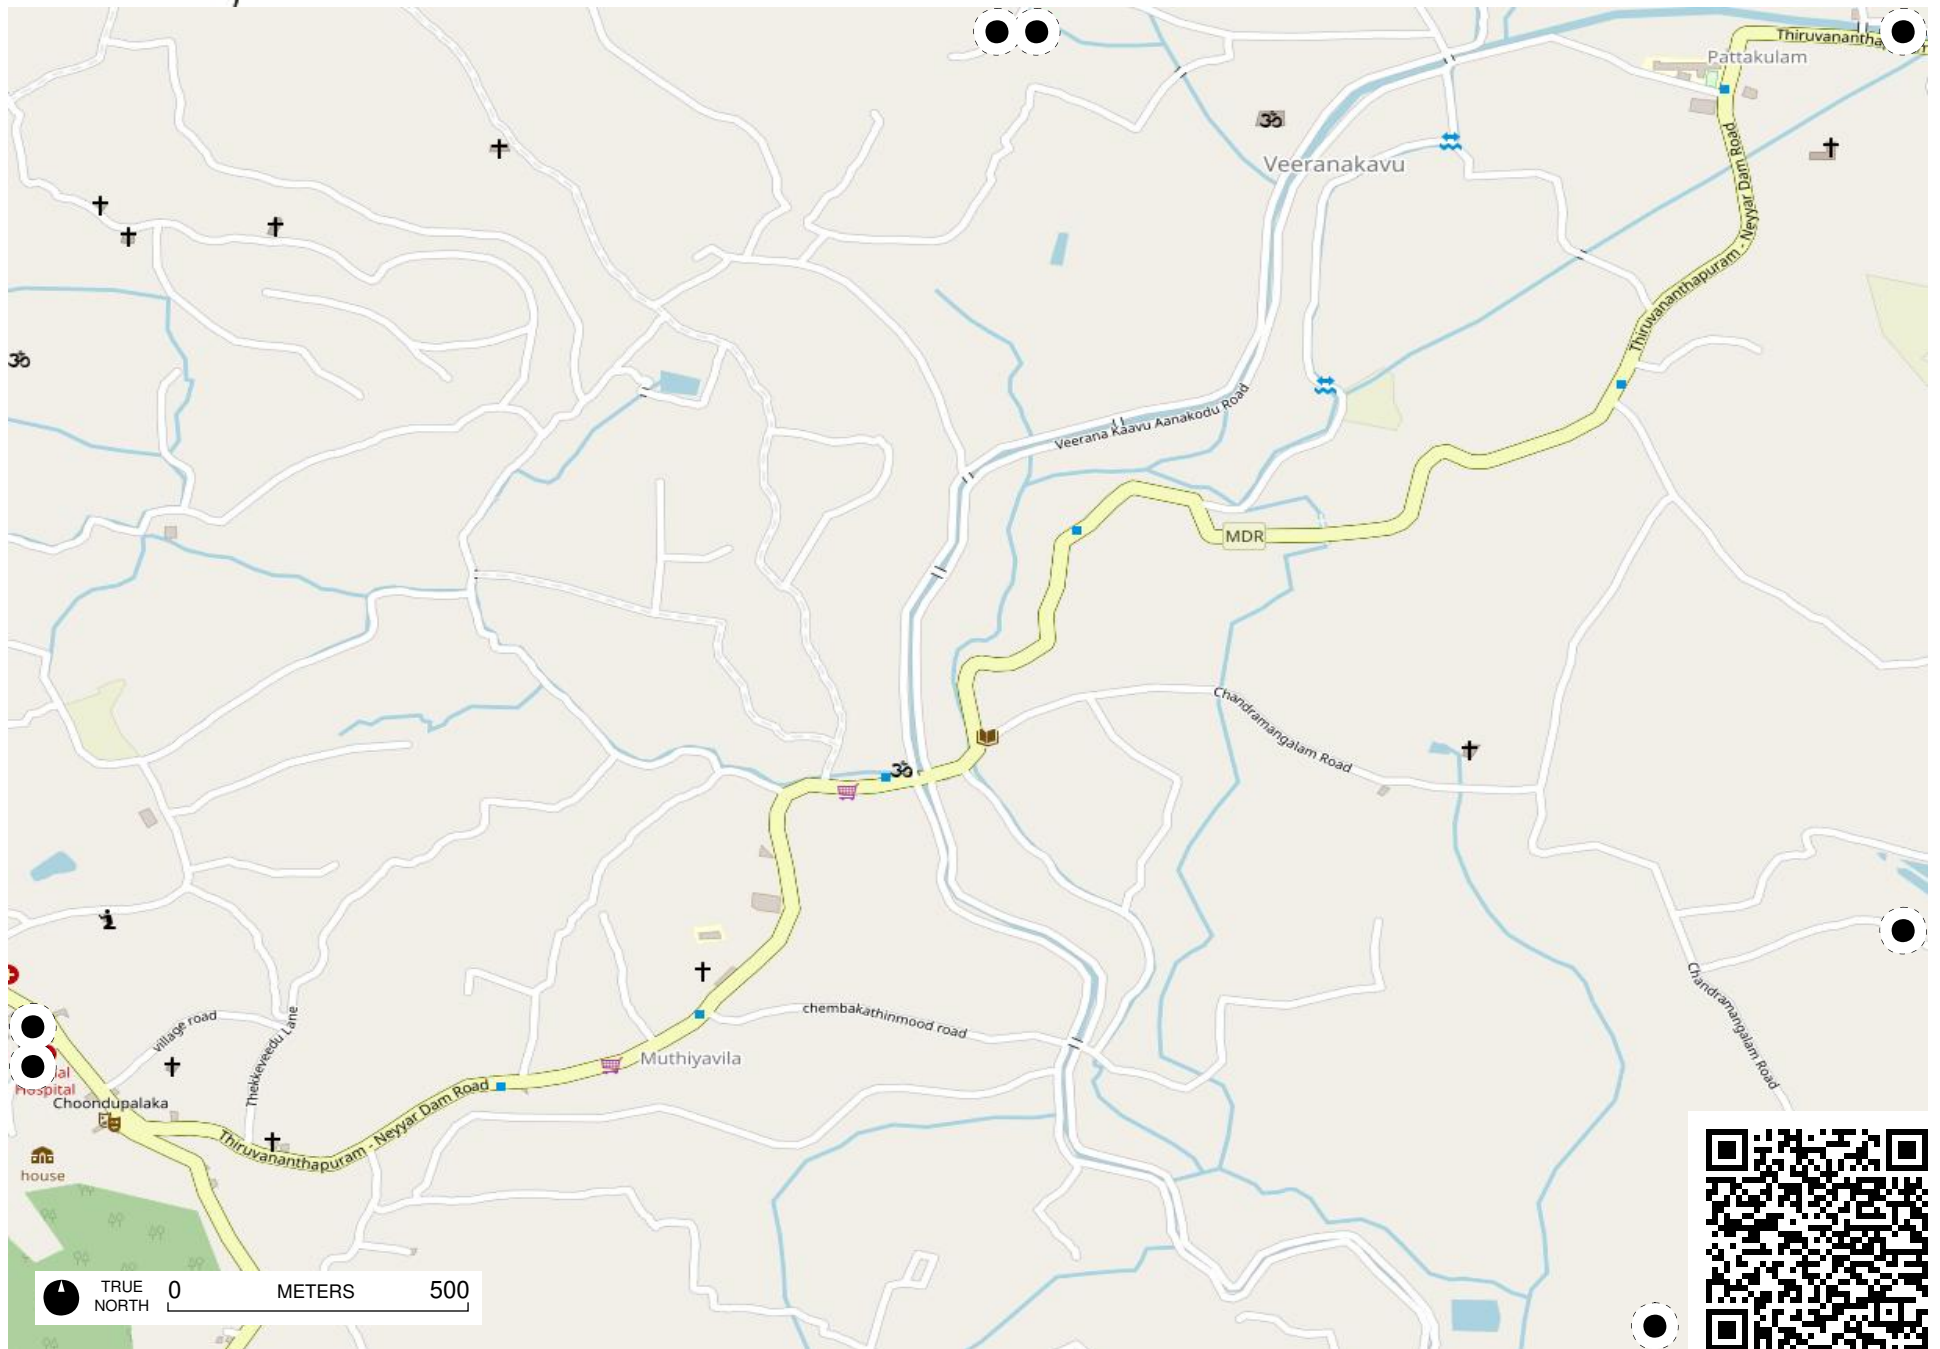 Thiruvanantha
Pattakulam
Veeranakavu
Thiruvananthapuram - Neyyar Dam Road
Veerana Kaavu Aanakodu Road
MDR
Chandramangalam Road
Chandramangalam Road
chembakathinmood road
Muthiyavila
village road
Thekkeveedu Lane
Hospital
Choondupalaka
Thiruvananthapuram - Neyyar Dam Road
house
TRUE
NORTH
0 METERS 500